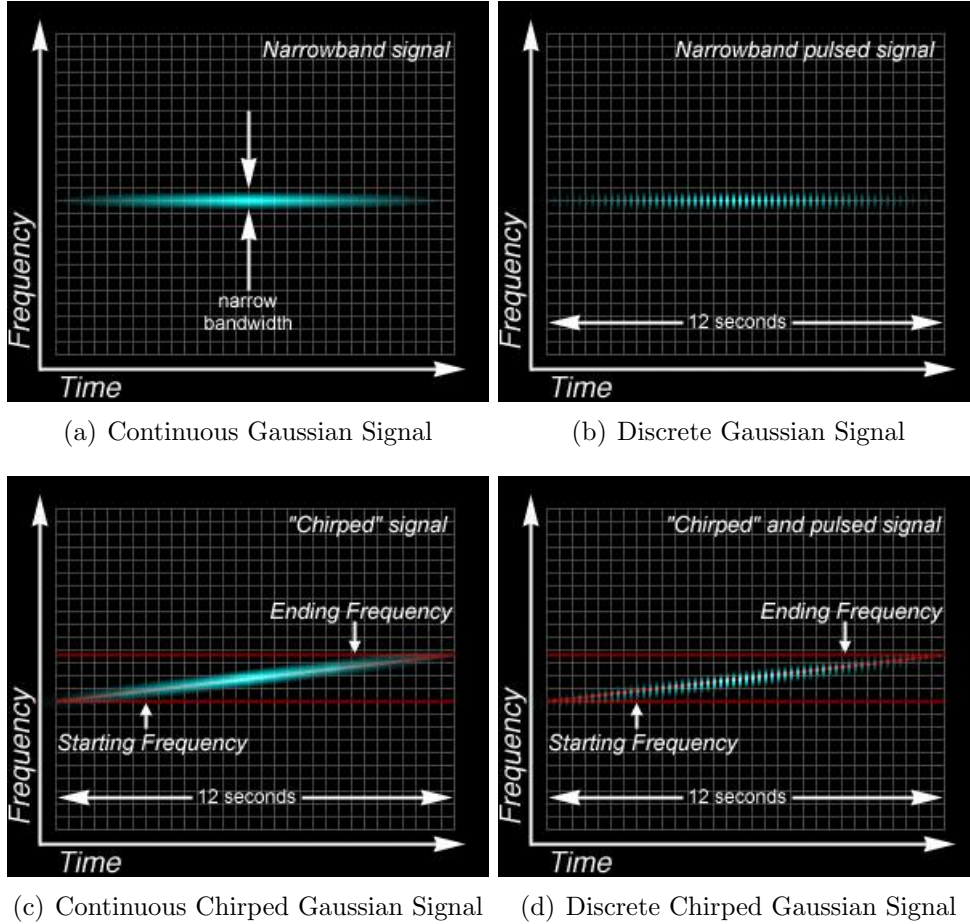 Narrowband signal
narrow
bandwidth
Frequency
Time
(a) Continuous Gaussian Signal
Narrowband pulsed signal
12 seconds
Frequency
Time
(b) Discrete Gaussian Signal
"Chirped" signal
Ending Frequency
Starting Frequency
12 seconds
Frequency
Time
(c) Continuous Chirped Gaussian Signal
"Chirped" and pulsed signal
Ending Frequency
Starting Frequency
12 seconds
Frequency
Time
(d) Discrete Chirped Gaussian Signal